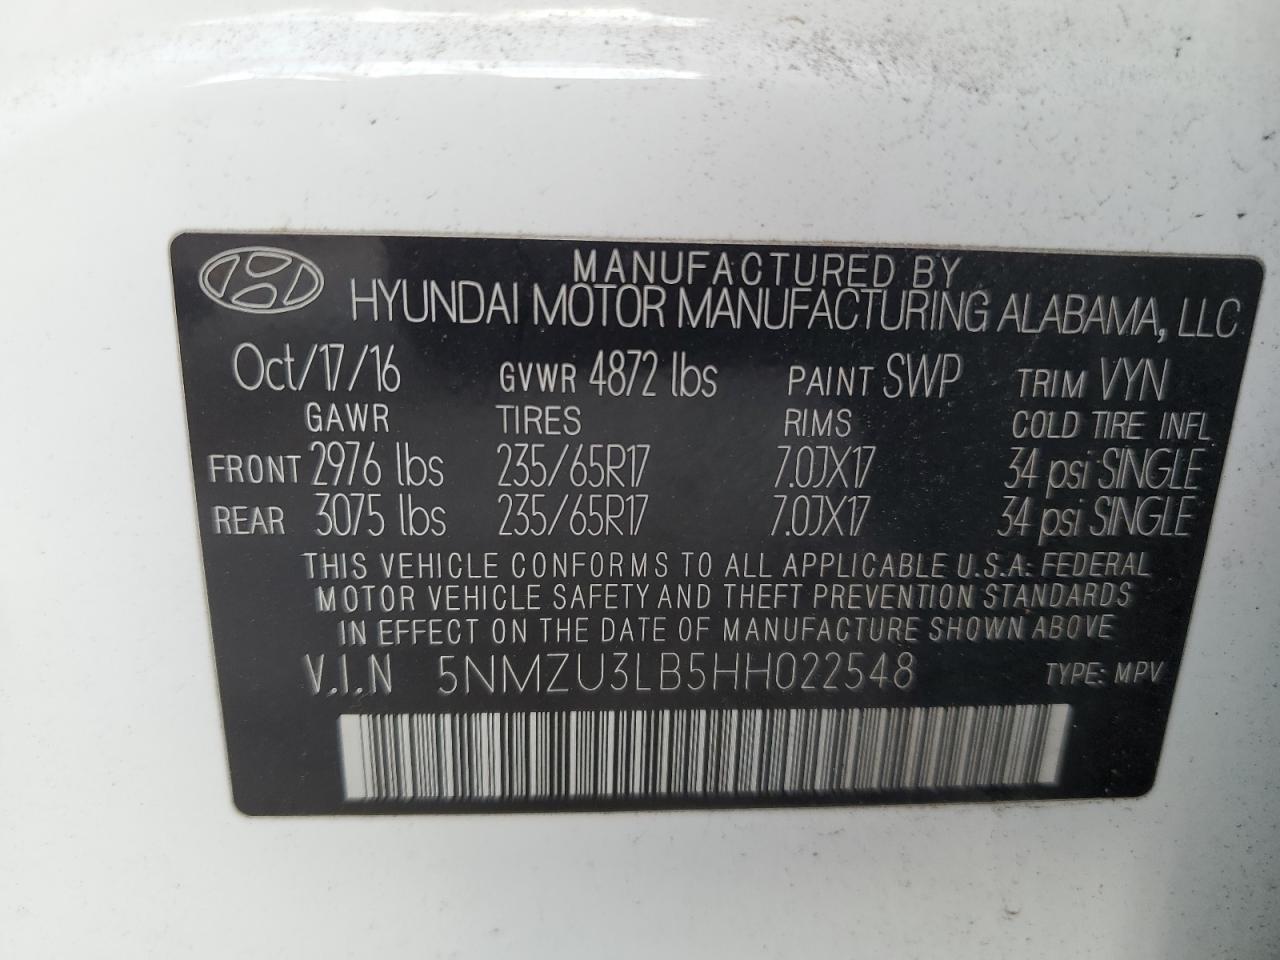 MANUFACTURED BY
HYUNDAI MOTOR MANUFACTURING ALABAMA, LLC
Oct/17/16 GVWR 4872 lbs PAINT SWP TRIM VYN
GAWR TIRES RIMS COLD TIRE INFL
FRONT 2976 lbs 235/65R17 7.0JX17 34 psi SINGLE
REAR 3075 lbs 235/65R17 7.0JX17 34 psi SINGLE
THIS VEHICLE CONFORMS TO ALL APPLICABLE U.S.A. FEDERAL
MOTOR VEHICLE SAFETY AND THEFT PREVENTION STANDARDS
IN EFFECT ON THE DATE OF MANUFACTURE SHOWN ABOVE
V.I.N 5NMZU3LB5HH022548 TYPE: MPV